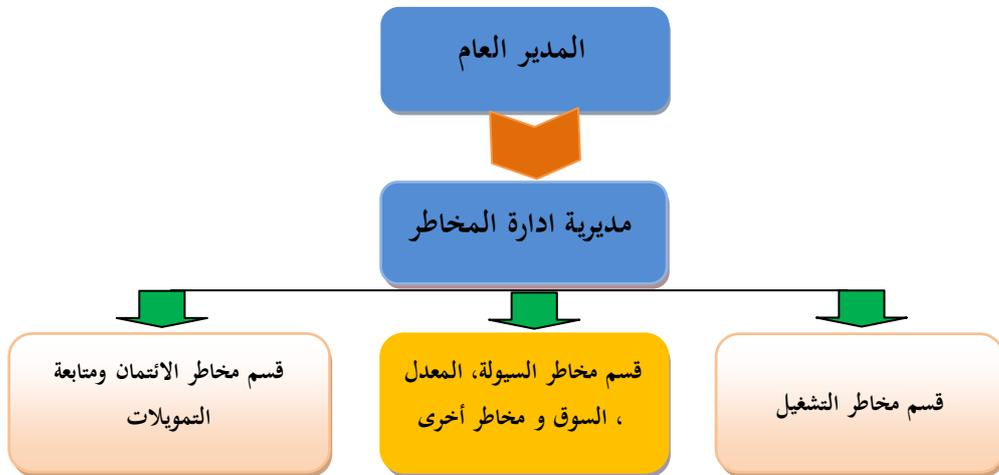 المدير العام
مديرية ادارة المخاطر
قسم مخاطر التشغيل
قسم مخاطر السيولة، المعدل
، السوق و مخاطر أخرى
قسم مخاطر الائتمان ومتابعة
التمويلات